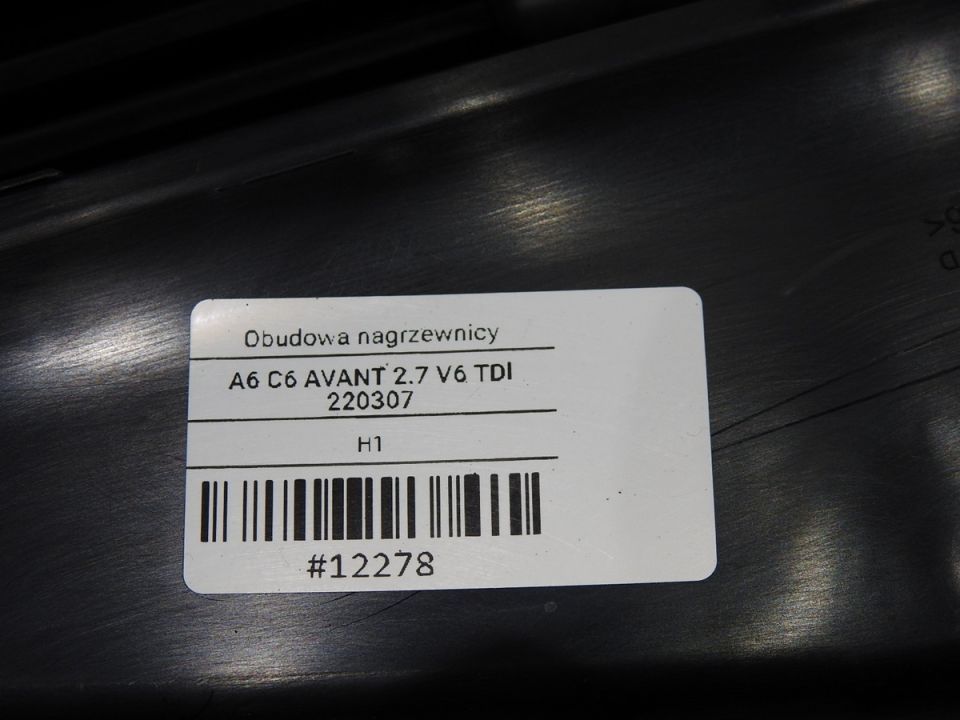 Obudowa nagrzewnicy
A6 C6 AVANT 2.7 V6 TDI
220307
H1
#12278